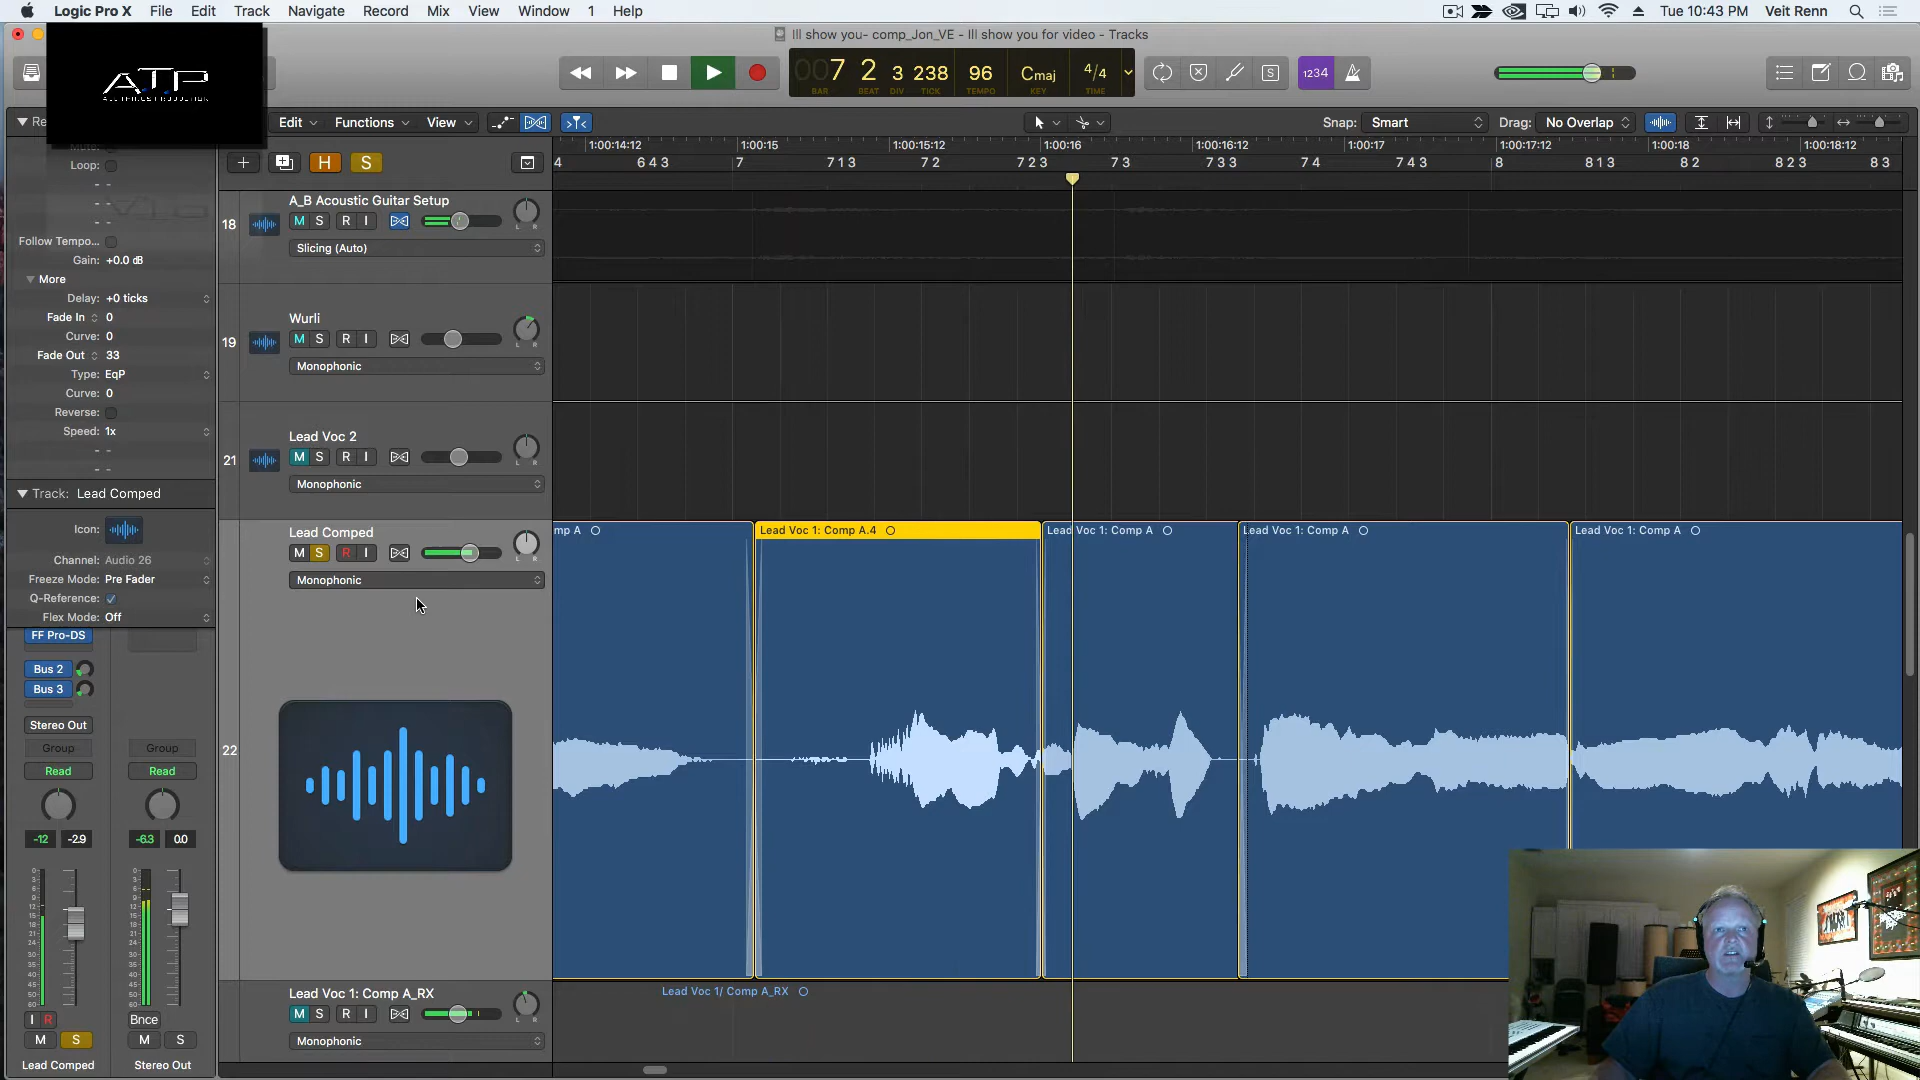 Logic Pro X File Edit Track Navigate Record Mix View Window 1 Help Tue 10:43 PM Veit Renn
Ill show you- comp_Jon_VE - Ill show you for video - Tracks
ATP
007 2 3 238 96 Cmaj 4/4
BAR BEAT DIV TICK TEMPO KEY TIME
S 1234
Re
Edit Functions View Snap: Smart Drag: No Overlap
Mute:
Loop:
Follow Tempo...
Gain: +0.0 dB
More
Delay: +0 ticks
Fade In 0
Curve: 0
Fade Out 33
Type: EqP
Curve: 0
Reverse:
Speed: 1x
Track: Lead Comped
Icon:
Channel: Audio 26
Freeze Mode: Pre Fader
Q-Reference:
Flex Mode: Off
FF Pro-DS
Bus 2
Bus 3
Stereo Out
Group Group
Read Read
-12 -2.9 -6.3 0.0
I R Bnce
M S M S
Lead Comped Stereo Out
H S
1:00:14:12 1:00:15 1:00:15:12 1:00:16 1:00:16:12 1:00:17 1:00:17:12 1:00:18 1:00:18:12
4 6 4 3 7 7 1 3 7 2 7 2 3 7 3 7 4 7 4 3 8 8 1 3 8 2 8 2 3 8 3
18
A_B Acoustic Guitar Setup
M S R I
L R
Slicing (Auto)
19
Wurli
M S R I
L R
Monophonic
21
Lead Voc 2
M S R I
L R
Monophonic
22
Lead Comped
M S R I
L R
Monophonic
mp A
Lead Voc 1: Comp A.4
Lead Voc 1: Comp A
Lead Voc 1: Comp A
Lead Voc 1: Comp A
Lead Voc 1: Comp A_RX
M S R I
L R
Monophonic
Lead Voc 1/ Comp A_RX